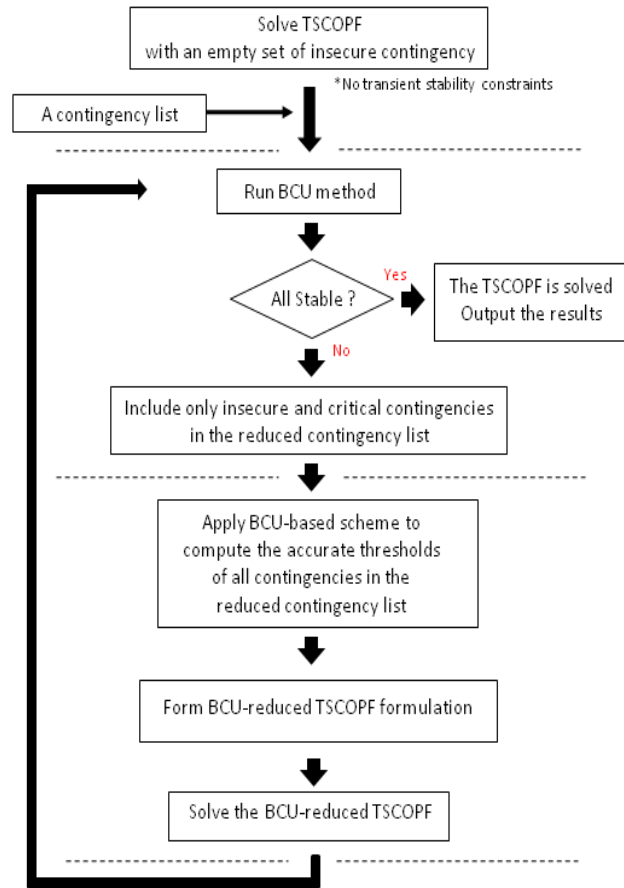 Solve TSCOPF
with an empty set of insecure contingency
*No transient stability constraints
A contingency list
Run BCU method
All Stable ?
Yes
The TSCOPF is solved
Output the results
No
Include only insecure and critical contingencies
in the reduced contingency list
Apply BCU-based scheme to
compute the accurate thresholds
of all contingencies in the
reduced contingency list
Form BCU-reduced TSCOPF formulation
Solve the BCU-reduced TSCOPF